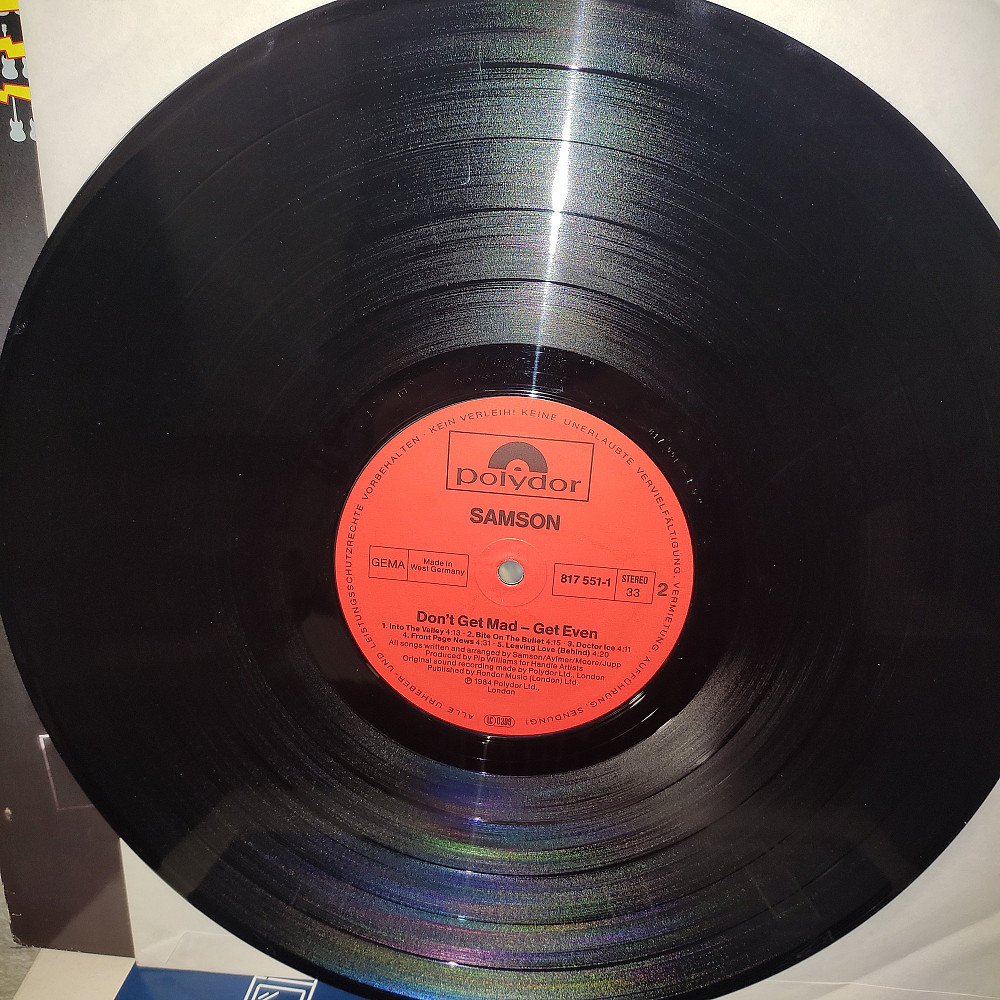 ALLE URHEBER- UND LEISTUNGSSCHUTZRECHTE VORBEHALTEN · KEIN VERLEIH! KEINE UNERLAUBTE VERVIELFÄLTIGUNG, VERMIETUNG, AUFFÜHRUNG, SENDUNG!
polydor
SAMSON
GEMA
Made in
West Germany
817 551-1
STEREO
33
2
Don't Get Mad – Get Even
1. Into The Valley 4:13 · 2. Bite On The Bullet 4:15 · 3. Doctor Ice 4:11
4. Front Page News 4:31 · 5. Leaving Love (Behind) 4:20
All songs written and arranged by Samson/Aylmer/Moore/Jupp
Produced by Pip Williams for Handle Artists
Original sound recording made by Polydor Ltd., London
Published by Rondor Music (London) Ltd.
Ⓟ 1984 Polydor Ltd.,
London
LC 0309